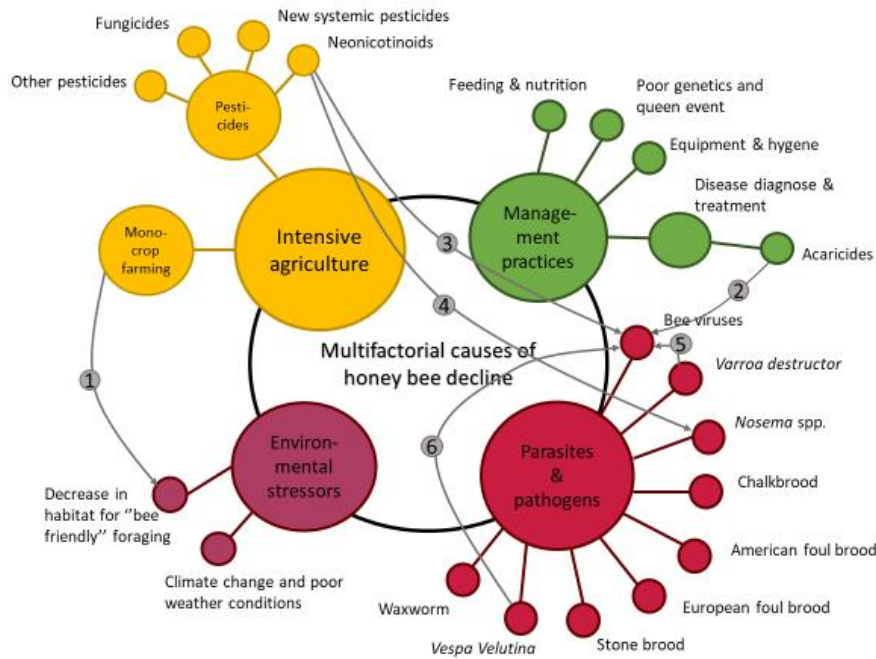 New systemic pesticides
Fungicides
Neonicotinoids
Other pesticides
Pesti-
cides
Mono-
crop
farming
Intensive
agriculture
Feeding & nutrition
Poor genetics and
queen event
Equipment & hygene
Disease diagnose &
treatment
Acaricides
Manage-
ment
practices
3
4
2
1
5
6
Multifactorial causes of
honey bee decline
Bee viruses
Varroa destructor
Nosema spp.
Chalkbrood
American foul brood
European foul brood
Stone brood
Vespa Velutina
Waxworm
Parasites
&
pathogens
Environ-
mental
stressors
Decrease in
habitat for ‘’bee
friendly’’ foraging
Climate change and poor
weather conditions